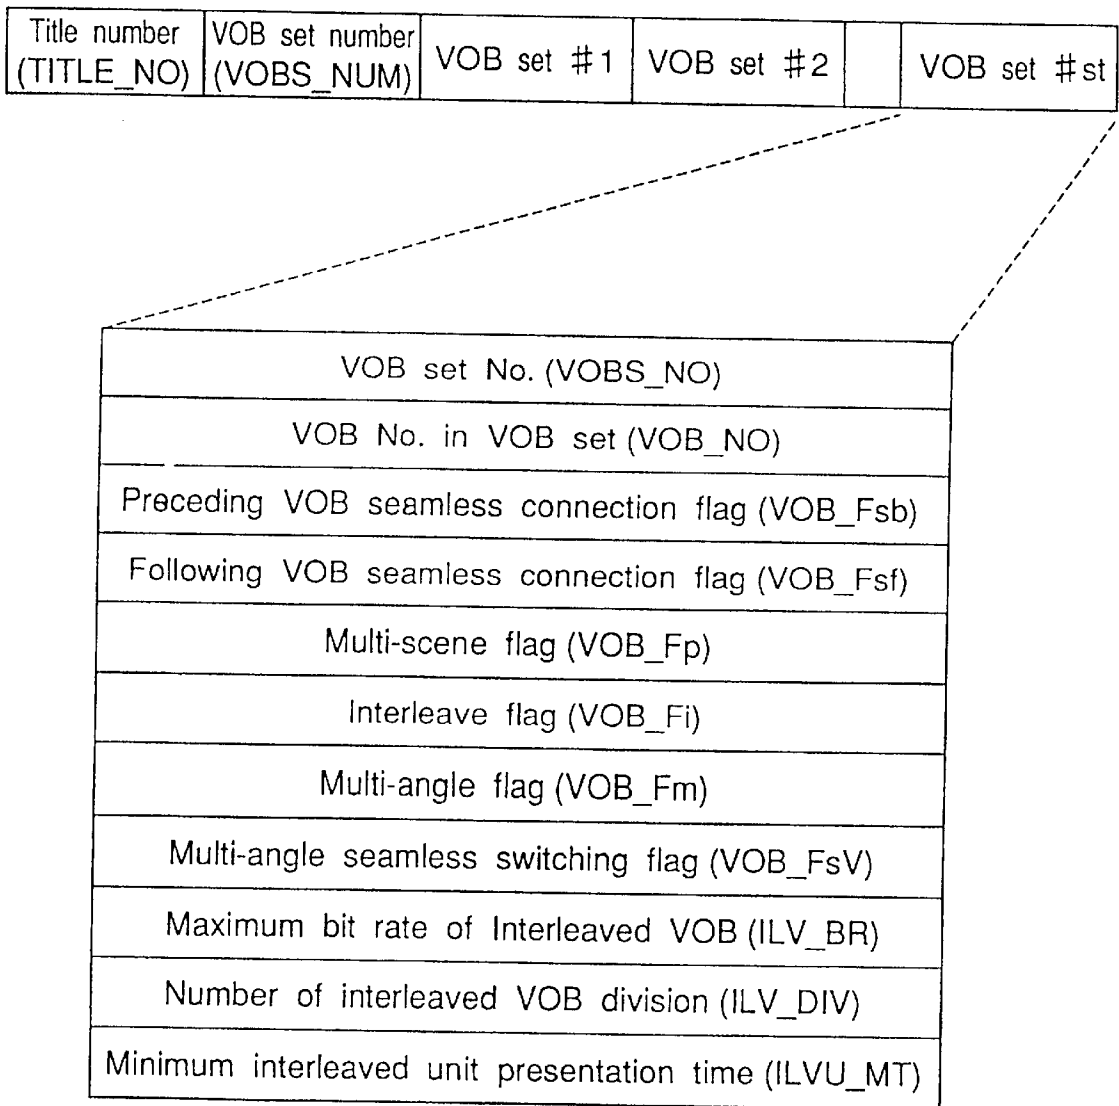 Title number
(TITLE_NO)
VOB set number
(VOBS_NUM)
VOB set #1
VOB set #2
VOB set #st
VOB set No. (VOBS_NO)
VOB No. in VOB set (VOB_NO)
Preceding VOB seamless connection flag (VOB_Fsb)
Following VOB seamless connection flag (VOB_Fsf)
Multi-scene flag (VOB_Fp)
Interleave flag (VOB_Fi)
Multi-angle flag (VOB_Fm)
Multi-angle seamless switching flag (VOB_FsV)
Maximum bit rate of Interleaved VOB (ILV_BR)
Number of interleaved VOB division (ILV_DIV)
Minimum interleaved unit presentation time (ILVU_MT)